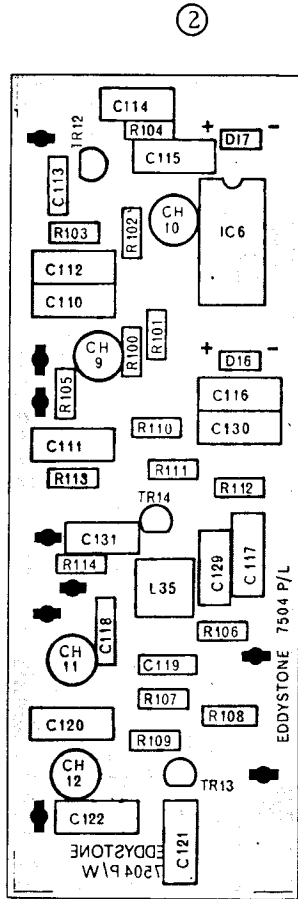 2
C114
TR12
R104
+ D17 -
C115
C113
R102
CH
10
IC6
R103
C112
C110
R101
R100
CH
9
+ D16 -
R105
C116
R110
C130
C111
R111
R113
R112
TR14
C131
C129
C117
R114
L35
C118
R106
CH
11
C119
R107
R108
C120
R109
CH
12
TR13
C122
C121
EDDYSTONE 7504 P/L
EDDYSTONE
7504 P/W